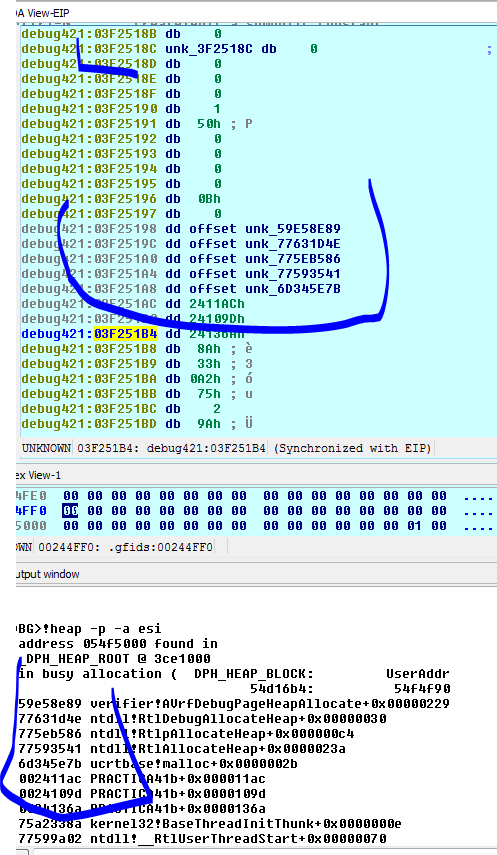 DA View-EIP
debug421:03F2518B db 0
debug421:03F2518C unk_3F2518C db 0 ;
debug421:03F2518D db 0
debug421:03F2518E db 0
debug421:03F2518F db 0
debug421:03F25190 db 1
debug421:03F25191 db 50h ; P
debug421:03F25192 db 0
debug421:03F25193 db 0
debug421:03F25194 db 0
debug421:03F25195 db 0
debug421:03F25196 db 0Bh
debug421:03F25197 db 0
debug421:03F25198 dd offset unk_59E58E89
debug421:03F2519C dd offset unk_77631D4E
debug421:03F251A0 dd offset unk_775EB586
debug421:03F251A4 dd offset unk_77593541
debug421:03F251A8 dd offset unk_6D345E7B
debug421:03F251AC dd 2411ACh
dd 24109Dh
debug421:03F251B4 dd 24136Ah
debug421:03F251B8 db 8Ah ; è
debug421:03F251B9 db 33h ; 3
debug421:03F251BA db 0A2h ; ó
debug421:03F251BB db 75h ; u
debug421:03F251BC db 2
debug421:03F251BD db 9Ah ; Ü
UNKNOWN 03F251B4: debug421:03F251B4 (Synchronized with EIP)
ex View-1
4FE0 00 00 00 00 00 00 00 00 00 00 00 00 00 00 00 00 ....
4FF0 00 00 00 00 00 00 00 00 00 00 00 00 00 00 00 00 ....
5000 00 00 00 00 00 00 00 00 00 00 00 00 00 00 01 00 ....
OWN 00244FF0: .gfids:00244FF0
utput window
DBG>!heap -p -a esi
address 054f5000 found in
_DPH_HEAP_ROOT @ 3ce1000
in busy allocation ( DPH_HEAP_BLOCK: UserAddr
54d16b4: 54f4f90
59e58e89 verifier!AVrfDebugPageHeapAllocate+0x00000229
77631d4e ntdll!RtlDebugAllocateHeap+0x00000030
775eb586 ntdll!RtlpAllocateHeap+0x000000c4
77593541 ntdll!RtlAllocateHeap+0x0000023a
6d345e7b ucrtbase!malloc+0x0000002b
002411ac PRACTICA41b+0x000011ac
0024109d PRACTICA41b+0x0000109d
0024136a PRACTICA41b+0x0000136a
75a2338a kernel32!BaseThreadInitThunk+0x0000000e
77599a02 ntdll!__RtlUserThreadStart+0x00000070